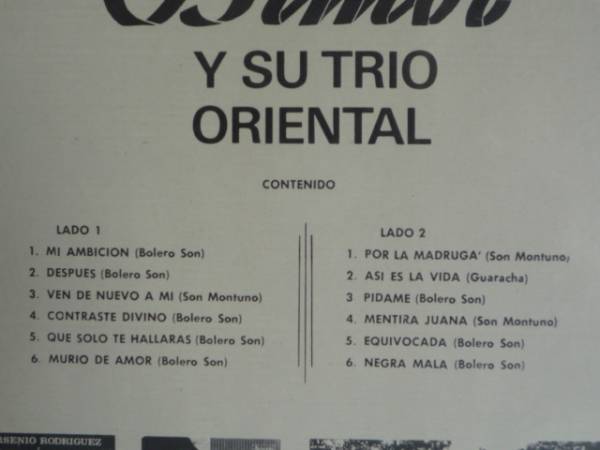 Y SU TRIO
ORIENTAL
CONTENIDO
LADO 1
1. MI AMBICION (Bolero Son)
2. DESPUES (Bolero Son)
3. VEN DE NUEVO A MI (Son Montuno)
4. CONTRASTE DIVINO (Bolero Son)
5. QUE SOLO TE HALLARAS (Bolero Son)
6. MURIO DE AMOR (Bolero Son)
LADO 2
1. POR LA MADRUGA' (Son Montuno)
2. ASI ES LA VIDA (Guaracha)
3 PIDAME (Bolero Son)
4. MENTIRA JUANA (Son Montuno)
5. EQUIVOCADA (Bolero Son)
6. NEGRA MALA (Bolero Son)
RSENIO RODRIGUEZ